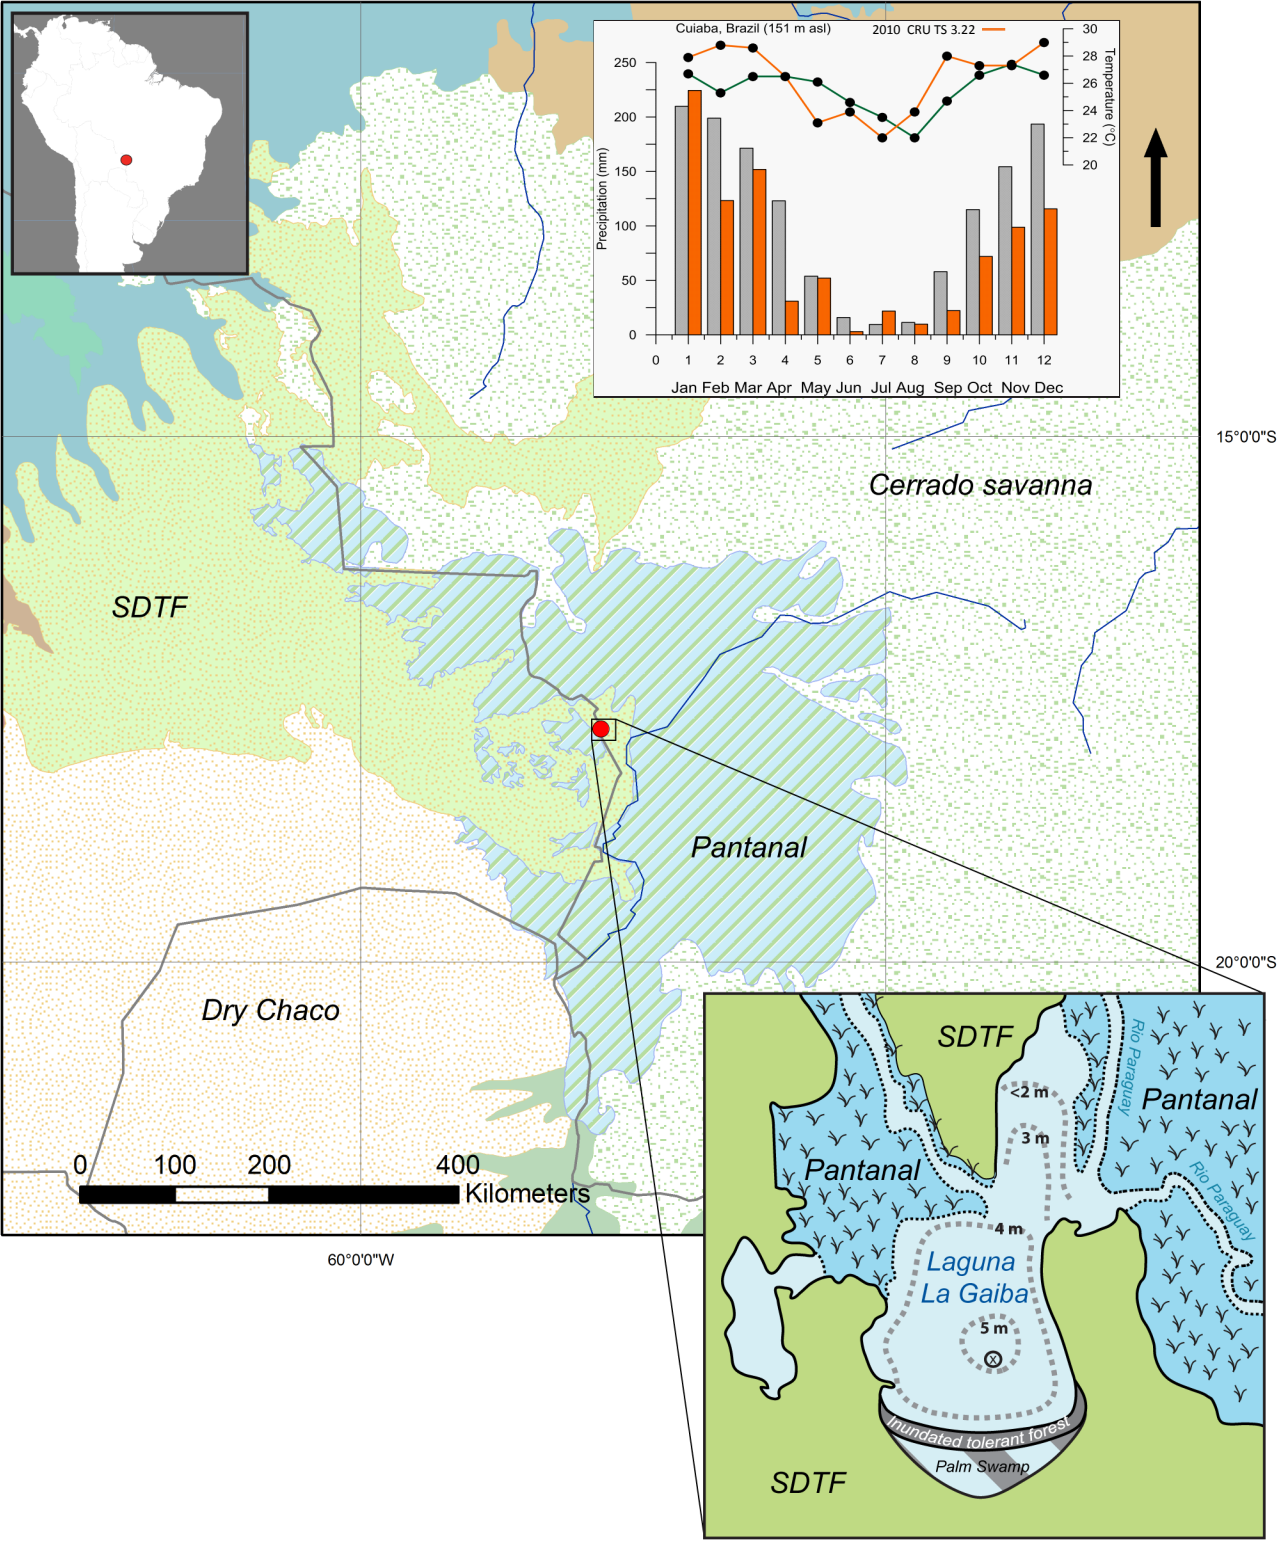 Cuiaba, Brazil (151 m asl)
2010 CRU TS 3.22
Precipitation (mm)
250
200
150
100
50
0
30
28
26
24
22
20
Temperature (°C)
0 1 2 3 4 5 6 7 8 9 10 11 12
Jan Feb Mar Apr May Jun Jul Aug Sep Oct Nov Dec
15°0'0"S
Cerrado savanna
SDTF
Pantanal
20°0'0"S
Dry Chaco
0 100 200 400
Kilometers
60°0'0"W
SDTF
Rio Paraguay
<2 m
Pantanal
3 m
Pantanal
Rio Paraguay
4 m
Laguna
La Gaiba
5 m
X
Inundated tolerant forest
Palm Swamp
SDTF